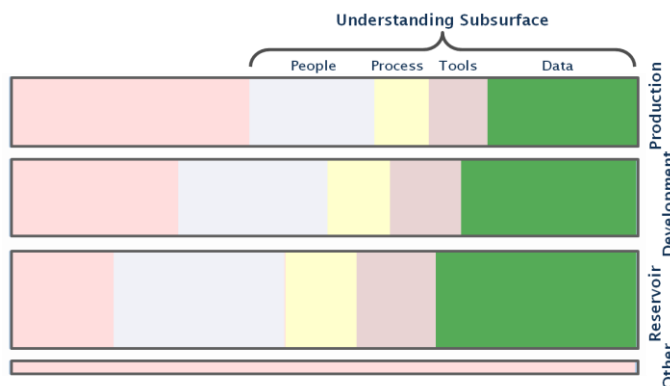 Understanding Subsurface
People Process Tools Data
Production
Development
Reservoir
Other